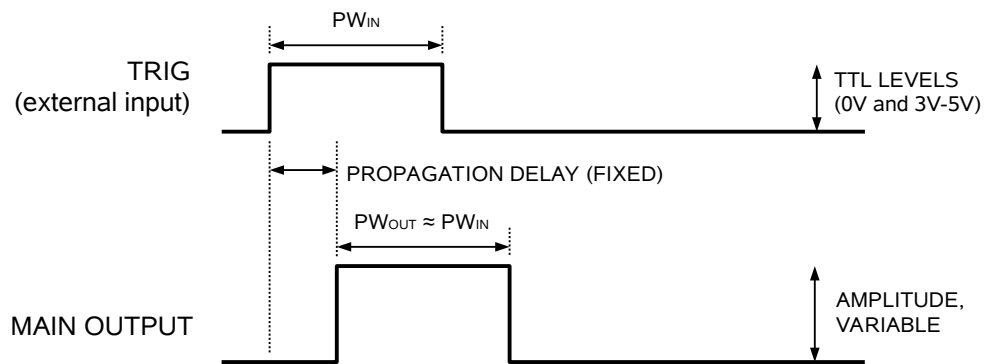 PWIN
TRIG
(external input)
TTL LEVELS
(0V and 3V-5V)
PROPAGATION DELAY (FIXED)
PWOUT ≈ PWIN
MAIN OUTPUT
AMPLITUDE,
VARIABLE